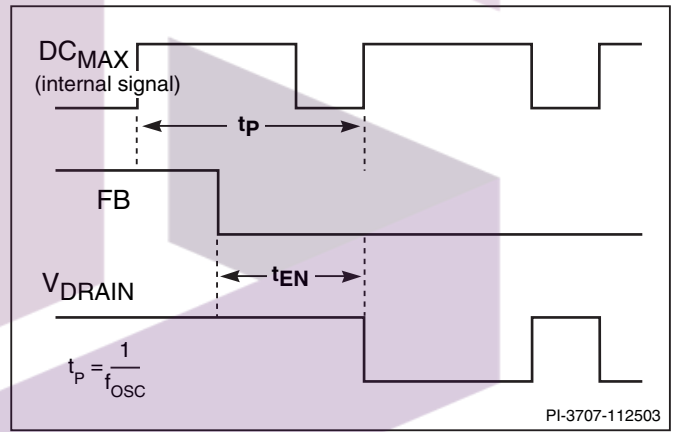 DCMAX
(internal signal)
tP
FB
tEN
VDRAIN
tP = 1/fOSC
PI-3707-112503